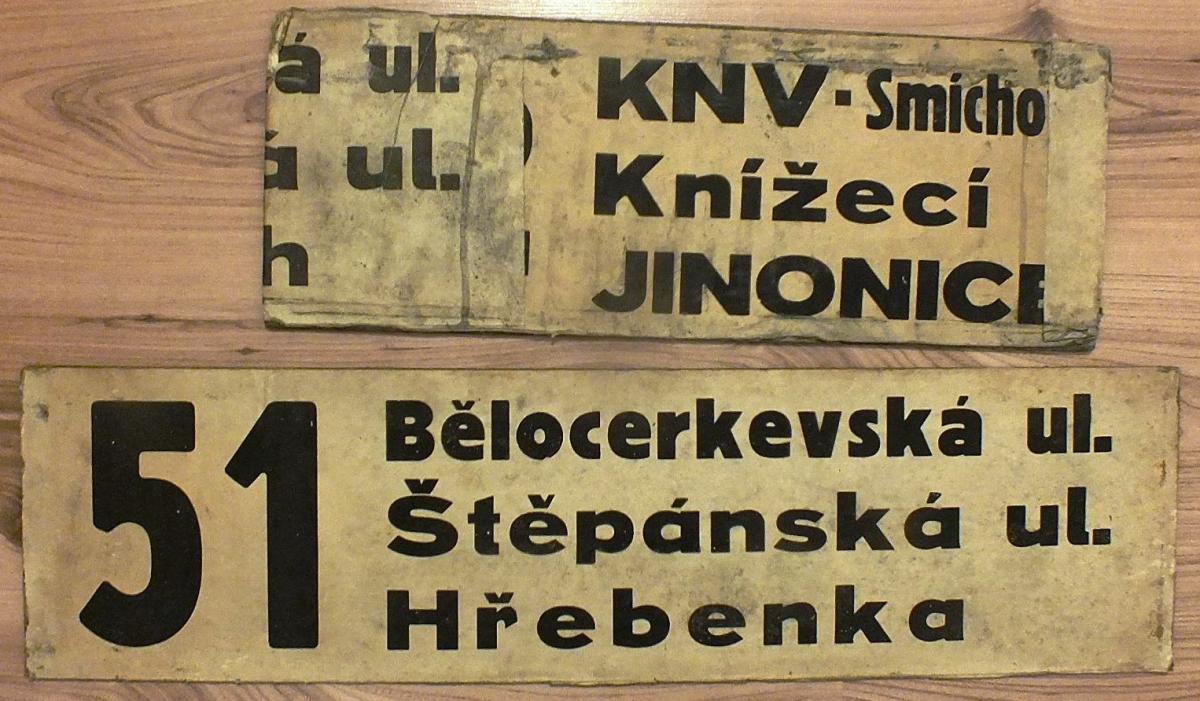 á ul.
á ul.
h
KNV - Smícho
Knížecí
JINONICE
51
Bělocerkevská ul.
Štěpánská ul.
Hřebenka